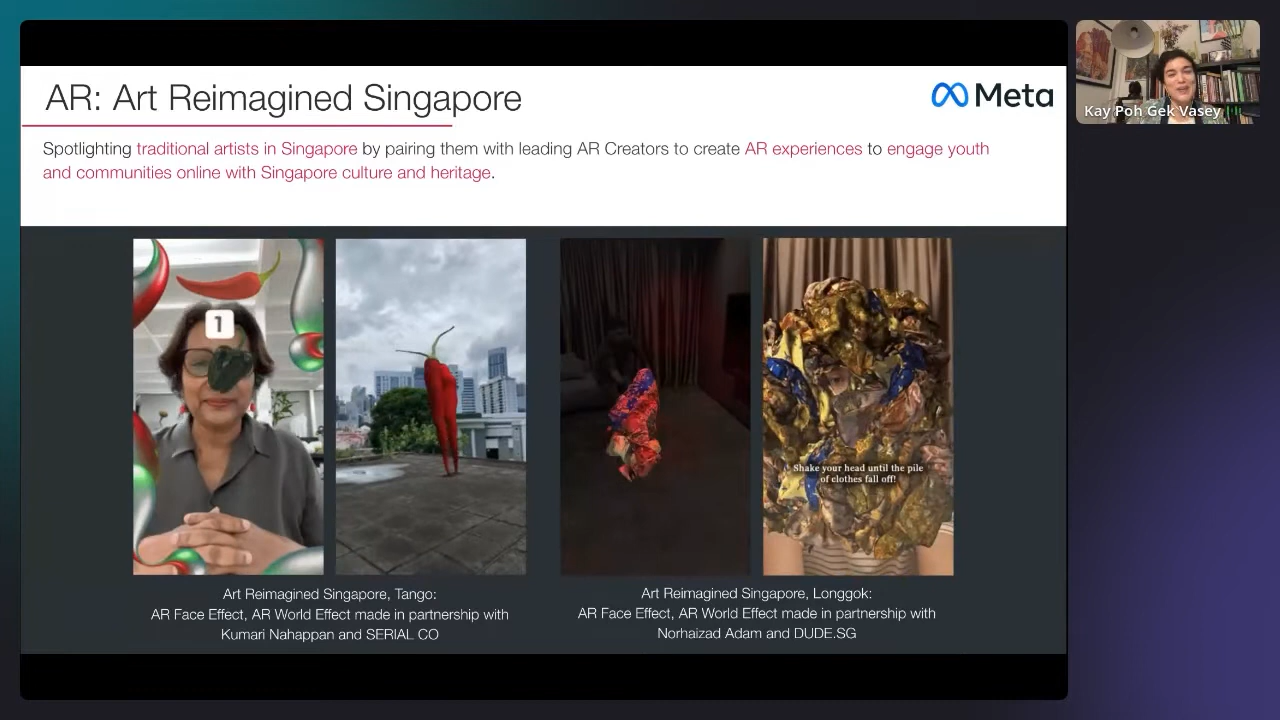 AR: Art Reimagined Singapore
Meta
Kay Poh Gek Vasey
Spotlighting traditional artists in Singapore by pairing them with leading AR Creators to create AR experiences to engage youth
and communities online with Singapore culture and heritage.
1
Shake your head until the pile
of clothes fall off!
Art Reimagined Singapore, Tango:
AR Face Effect, AR World Effect made in partnership with
Kumari Nahappan and SERIAL CO
Art Reimagined Singapore, Longgok:
AR Face Effect, AR World Effect made in partnership with
Norhaizad Adam and DUDE.SG